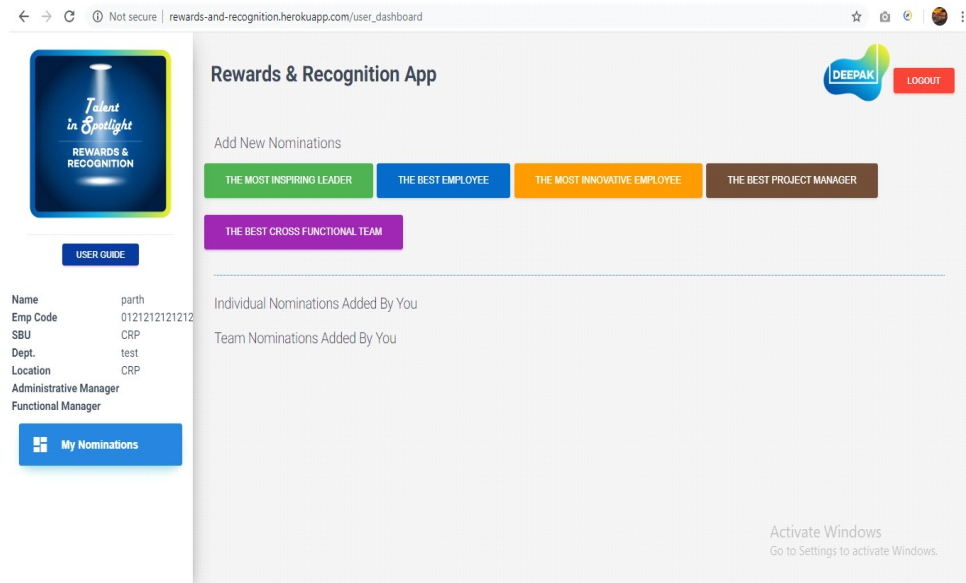 Not secure | rewards-and-recognition.herokuapp.com/user_dashboard
Talent
in Spotlight
REWARDS &
RECOGNITION
USER GUIDE
Name parth
Emp Code 0121212121212
SBU CRP
Dept. test
Location CRP
Administrative Manager
Functional Manager
My Nominations
Rewards & Recognition App
DEEPAK
LOGOUT
Add New Nominations
THE MOST INSPIRING LEADER THE BEST EMPLOYEE THE MOST INNOVATIVE EMPLOYEE THE BEST PROJECT MANAGER
THE BEST CROSS FUNCTIONAL TEAM
Individual Nominations Added By You
Team Nominations Added By You
Activate Windows
Go to Settings to activate Windows.